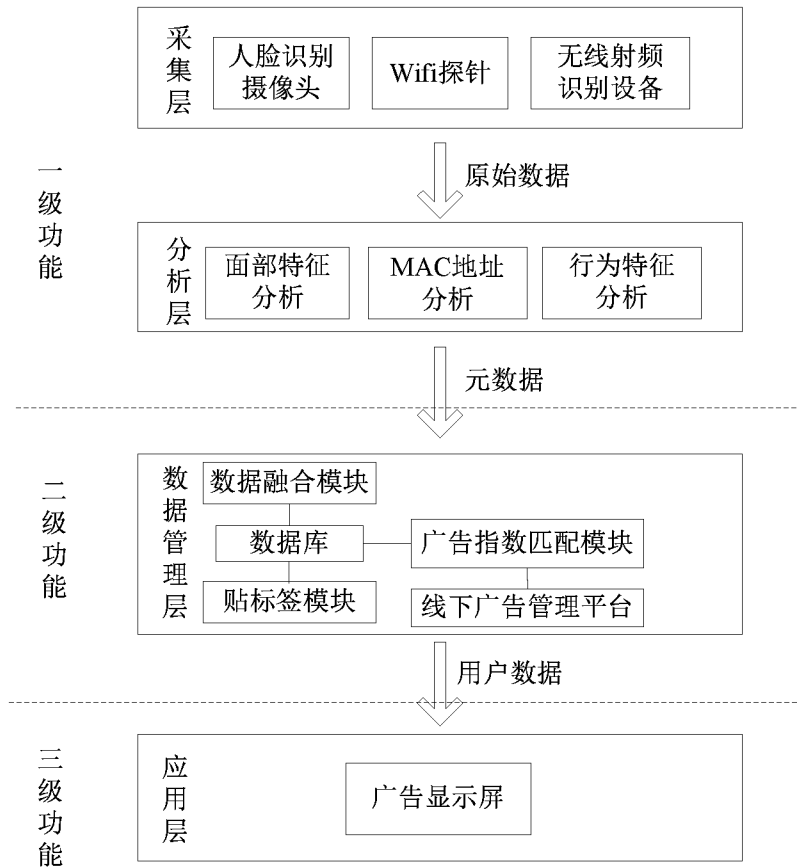 采集层
人脸识别
摄像头
Wifi探针
无线射频
识别设备
一级功能
原始数据
分析层
面部特征
分析
MAC地址
分析
行为特征
分析
元数据
二级功能
数据管理层
数据融合模块
数据库
广告指数匹配模块
贴标签模块
线下广告管理平台
用户数据
三级功能
应用层
广告显示屏